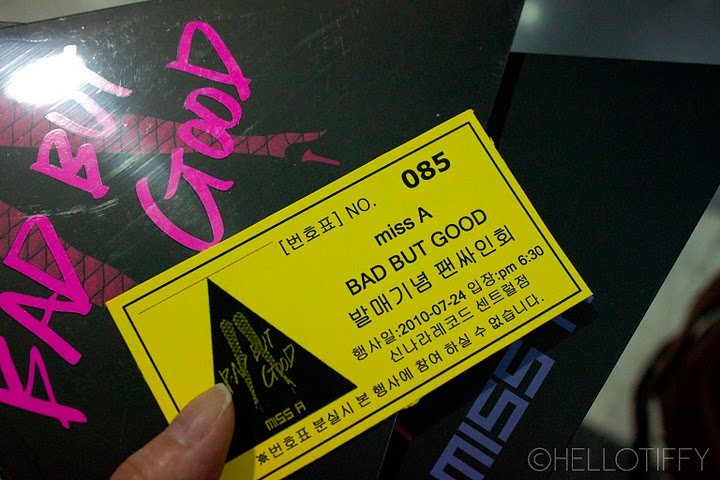 BAD BUT
GOOD
[번호표] NO. 085
miss A
BAD BUT GOOD
발매기념 팬싸인회
행사일:2010-07-24 입장:pm 6:30
신나라레코드 센트럴점
※번호표 분실시 본 행사에 참여 하실 수 없습니다.
BAD BUT
GOOD
MISS A
MISS
©HELLOTIFFY